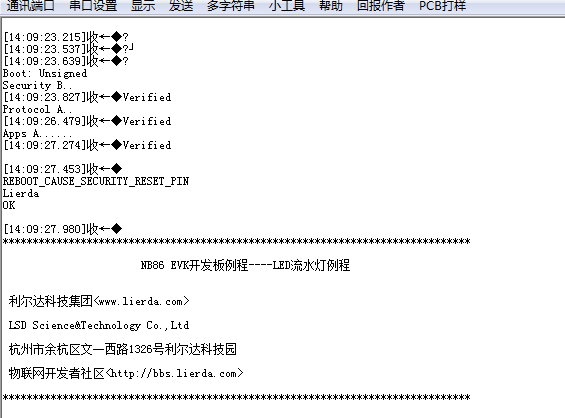 通讯端口 串口设置 显示 发送 多字符串 小工具 帮助 回报作者 PCB打样
[14:09:23.215]收←◆?
[14:09:23.537]收←◆?┘
[14:09:23.639]收←◆?
Boot: Unsigned
Security B..
[14:09:23.827]收←◆Verified
Protocol A..
[14:09:26.479]收←◆Verified
Apps A......
[14:09:27.274]收←◆Verified
[14:09:27.453]收←◆
REBOOT_CAUSE_SECURITY_RESET_PIN
Lierda
OK
[14:09:27.980]收←◆
******************************************************************************
NB86 EVK开发板例程----LED流水灯例程
利尔达科技集团<www.lierda.com>
LSD Science&Technology Co.,Ltd
杭州市余杭区文一西路1326号利尔达科技园
物联网开发者社区<http://bbs.lierda.com>
******************************************************************************